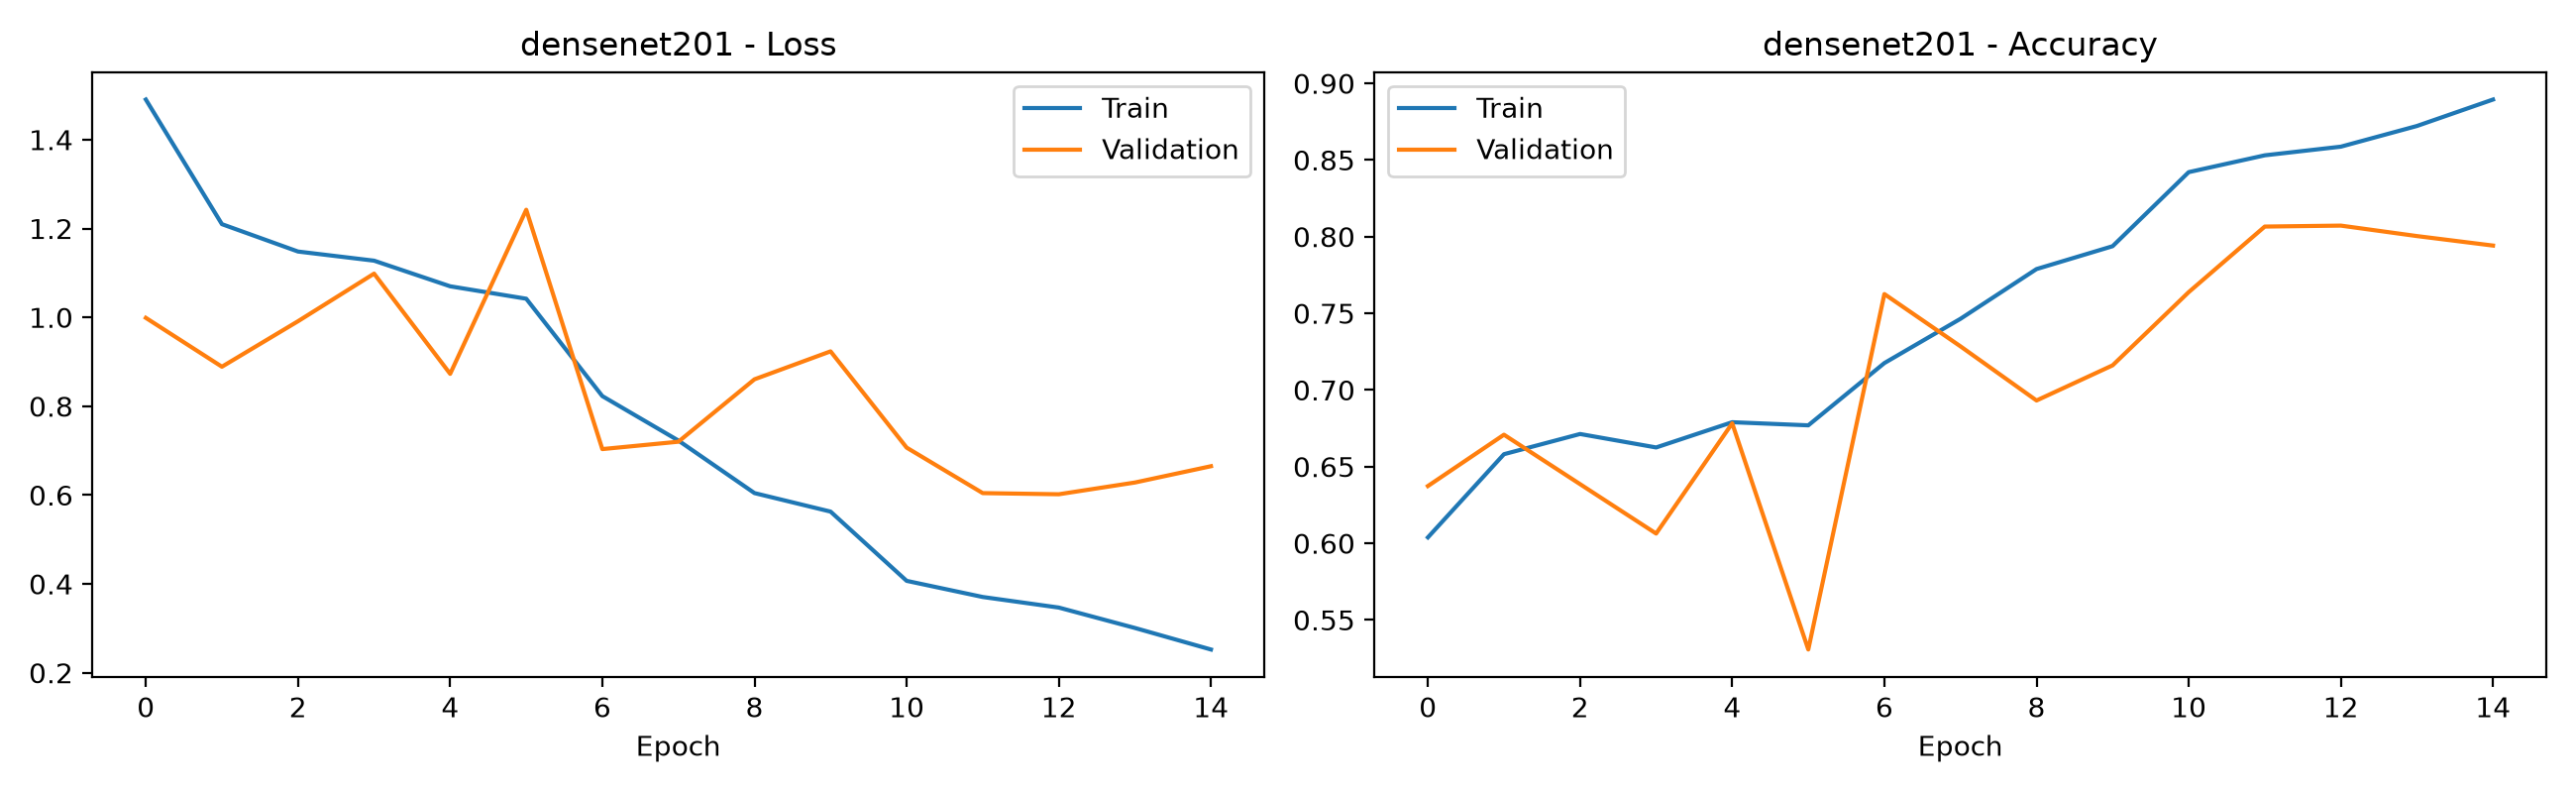 densenet201 - Loss
Train
Validation
1.4
1.2
1.0
0.8
0.6
0.4
0.2
0 2 4 6 8 10 12 14
Epoch
densenet201 - Accuracy
Train
Validation
0.90
0.85
0.80
0.75
0.70
0.65
0.60
0.55
0 2 4 6 8 10 12 14
Epoch